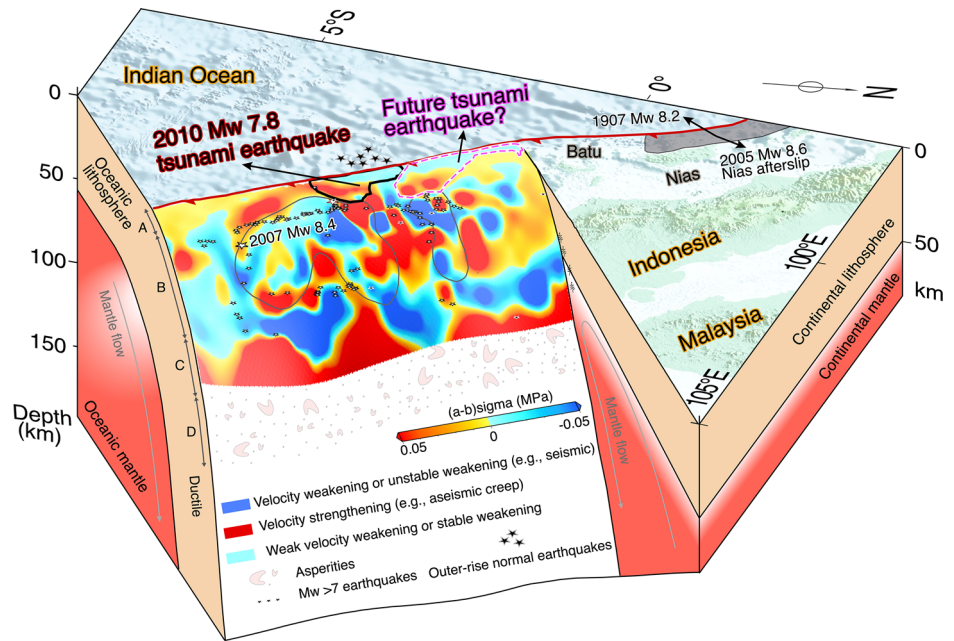 5°S
Indian Ocean
0
2010 Mw 7.8
tsunami earthquake
Future tsunami
earthquake?
0°
N
1907 Mw 8.2
2005 Mw 8.6
Nias afterslip
Batu
Nias
0
50
100
150
Depth
(km)
Oceanic
lithosphere
A
B
C
D
Ductile
2007 Mw 8.4
Mantle flow
Oceanic mantle
Indonesia
Malaysia
100°E
105°E
50
km
Continental lithosphere
Continental mantle
Mantle flow
(a-b)sigma (MPa)
0.05
0
-0.05
Velocity weakening or unstable weakening (e.g., seismic)
Velocity strengthening (e.g., aseismic creep)
Weak velocity weakening or stable weakening
Asperities
Mw >7 earthquakes
Outer-rise normal earthquakes